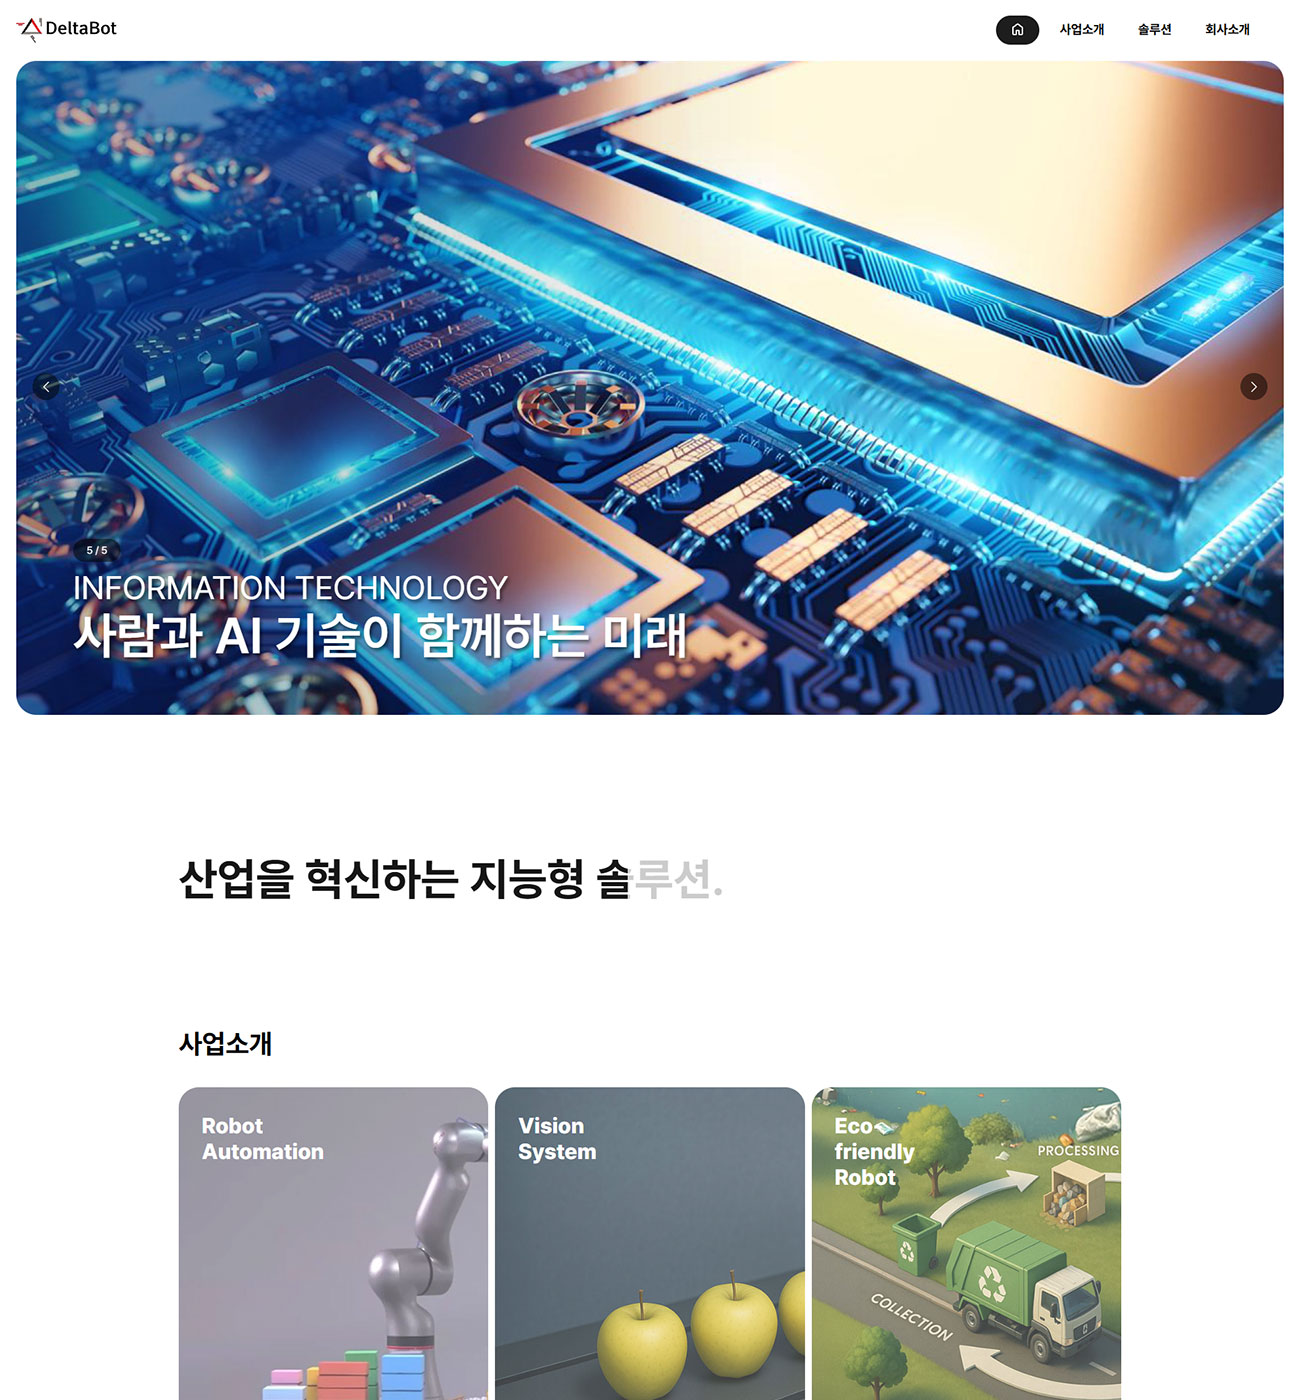 DeltaBot
사업소개
솔루션
회사소개
5 / 5
INFORMATION TECHNOLOGY
사람과 AI 기술이 함께하는 미래
산업을 혁신하는 지능형 솔루션.
사업소개
Robot
Automation
Vision
System
Eco-
friendly
Robot
PROCESSING
COLLECTION